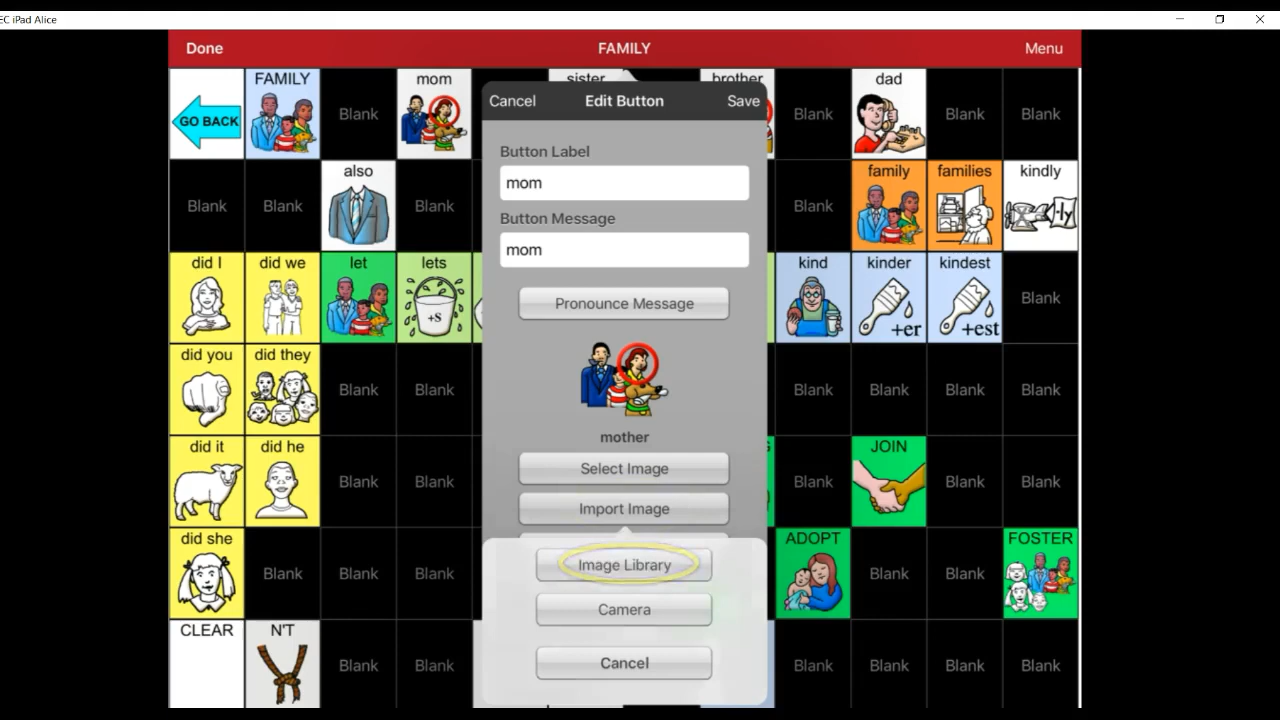 EC iPad Alice
Done FAMILY Menu
GO BACK
FAMILY
Blank
mom
sister
brother
Blank
dad
Blank
Blank
Cancel Edit Button Save
Button Label
mom
Button Message
mom
Pronounce Message
mother
Select Image
Import Image
Image Library
Camera
Cancel
Blank
Blank
also
Blank
Blank
family
families
kindly
-ly
did I
did we
let
lets
+S
kind
kinder
+er
kindest
+est
Blank
did you
did they
Blank
Blank
Blank
Blank
Blank
Blank
did it
did he
Blank
Blank
Blank
JOIN
Blank
Blank
did she
Blank
Blank
Blank
ADOPT
Blank
Blank
FOSTER
CLEAR
N'T
Blank
Blank
Blank
Blank
Blank
Blank